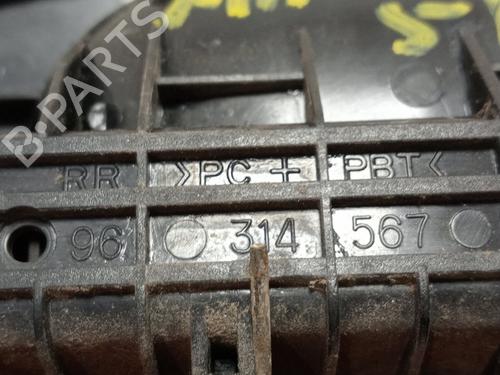 B-PARTS
RR >PC + PBT<
96 314 567